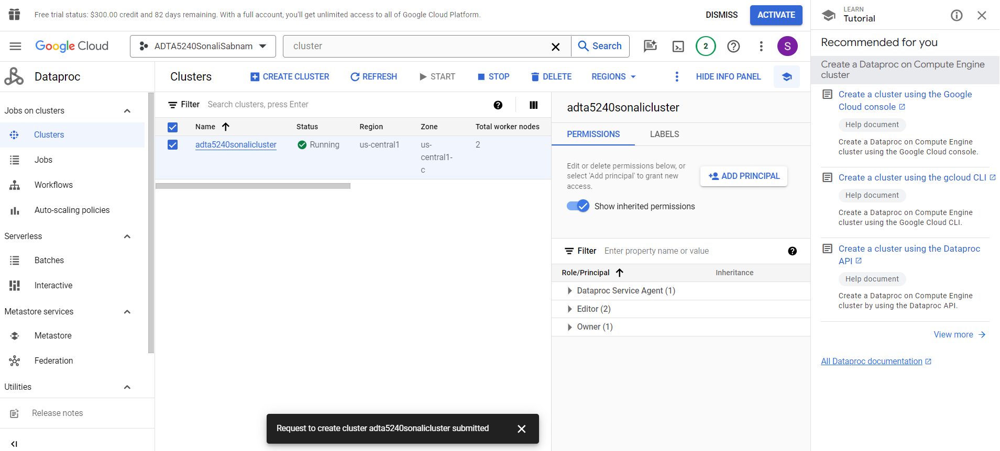 Free trial status: $300.00 credit and 82 days remaining. With a full account, you'll get unlimited access to all of Google Cloud Platform.
DISMISS
ACTIVATE
LEARN
Tutorial
Google Cloud
ADTA5240SonaliSabnam
cluster
Search
2
S
Recommended for you
Create a Dataproc on Compute Engine
cluster
Create a cluster using the Google
Cloud console
Help document
Create a Dataproc on Compute Engine
cluster using the Google Cloud console.
Create a cluster using the gcloud CLI
Help document
Create a Dataproc on Compute Engine
cluster using the Google Cloud CLI.
Create a cluster using the Dataproc
API
Help document
Create a Dataproc on Compute Engine
cluster by using the Dataproc API.
View more
All Dataproc documentation
Dataproc
Jobs on clusters
Clusters
Jobs
Workflows
Auto-scaling policies
Serverless
Batches
Interactive
Metastore services
Metastore
Federation
Utilities
Release notes
Clusters
CREATE CLUSTER
REFRESH
START
STOP
DELETE
REGIONS
HIDE INFO PANEL
Filter
Search clusters, press Enter
Name
Status
Region
Zone
Total worker nodes
adta5240sonalicluster
Running
us-central1
us-
central1-
c
2
adta5240sonalicluster
PERMISSIONS
LABELS
Edit or delete permissions below, or
select 'Add principal' to grant new
access.
ADD PRINCIPAL
Show inherited permissions
Filter
Enter property name or value
Role/Principal
Inheritance
Dataproc Service Agent (1)
Editor (2)
Owner (1)
Request to create cluster adta5240sonalicluster submitted